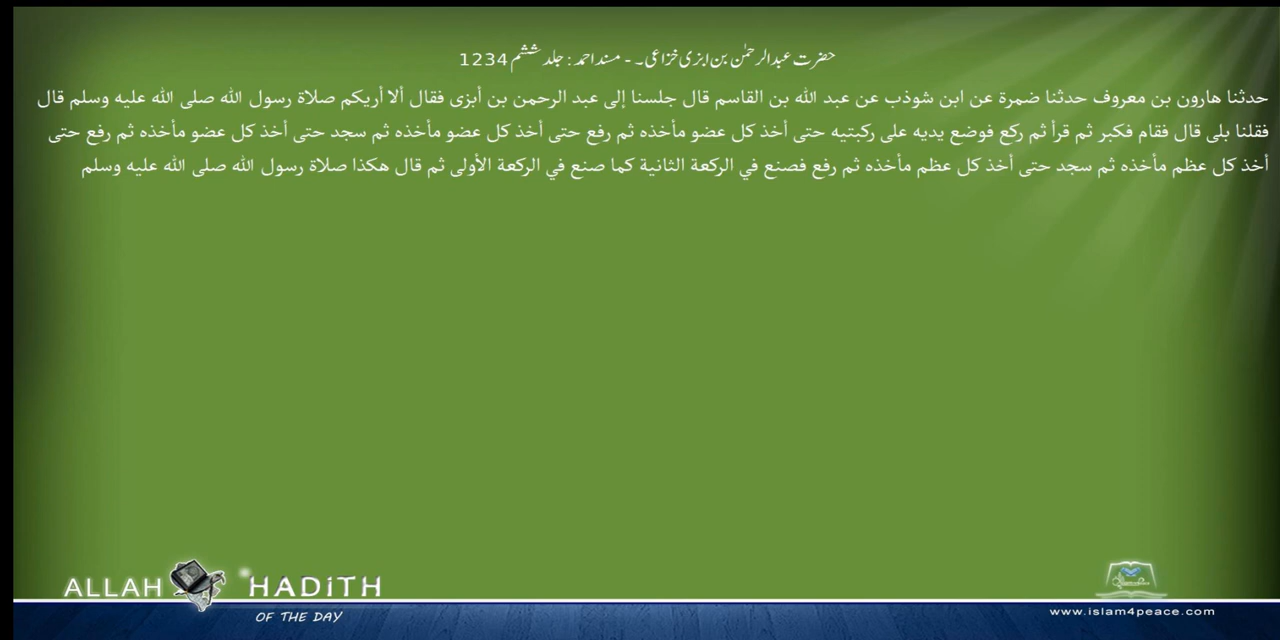 حضرت عبدالرحمٰن بن ابزی خزاعی۔ - مسند احمد : جلد ششم 1234
حدثنا هارون بن معروف حدثنا ضمرة عن ابن شوذب عن عبد الله بن القاسم قال جلسنا إلى عبد الرحمن بن أبزى فقال ألا أريكم صلاة رسول الله صلى الله عليه وسلم قال
فقلنا بلى قال فقام فكبر ثم قرأ ثم ركع فوضع يديه على ركبتيه حتى أخذ كل عضو مأخذه ثم رفع حتى أخذ كل عضو مأخذه ثم سجد حتى أخذ كل عضو مأخذه ثم رفع حتى
أخذ كل عظم مأخذه ثم سجد حتى أخذ كل عظم مأخذه ثم رفع فصنع في الركعة الثانية كما صنع في الركعة الأولى ثم قال هكذا صلاة رسول الله صلى الله عليه وسلم
ALLAH HADITH
OF THE DAY
www.islam4peace.com